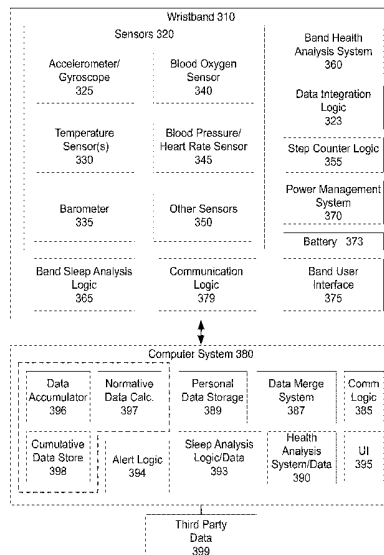 Wristband 310
Sensors 320
Accelerometer/
Gyroscope
325
Blood Oxygen
Sensor
340
Band Health
Analysis System
360
Data Integration
Logic
323
Temperature
Sensor(s)
330
Blood Pressure/
Heart Rate Sensor
345
Step Counter Logic
355
Power Management
System
370
Barometer
335
Other Sensors
350
Battery 373
Band Sleep Analysis
Logic
365
Communication
Logic
379
Band User
Interface
375
Computer System 380
Data
Accumulator
396
Normative
Data Calc.
397
Personal
Data Storage
389
Data Merge
System
387
Comm
Logic
385
Cumulative
Data Store
398
Alert Logic
394
Sleep Analysis
Logic/Data
393
Health
Analysis
System/Data
390
UI
395
Third Party
Data
399